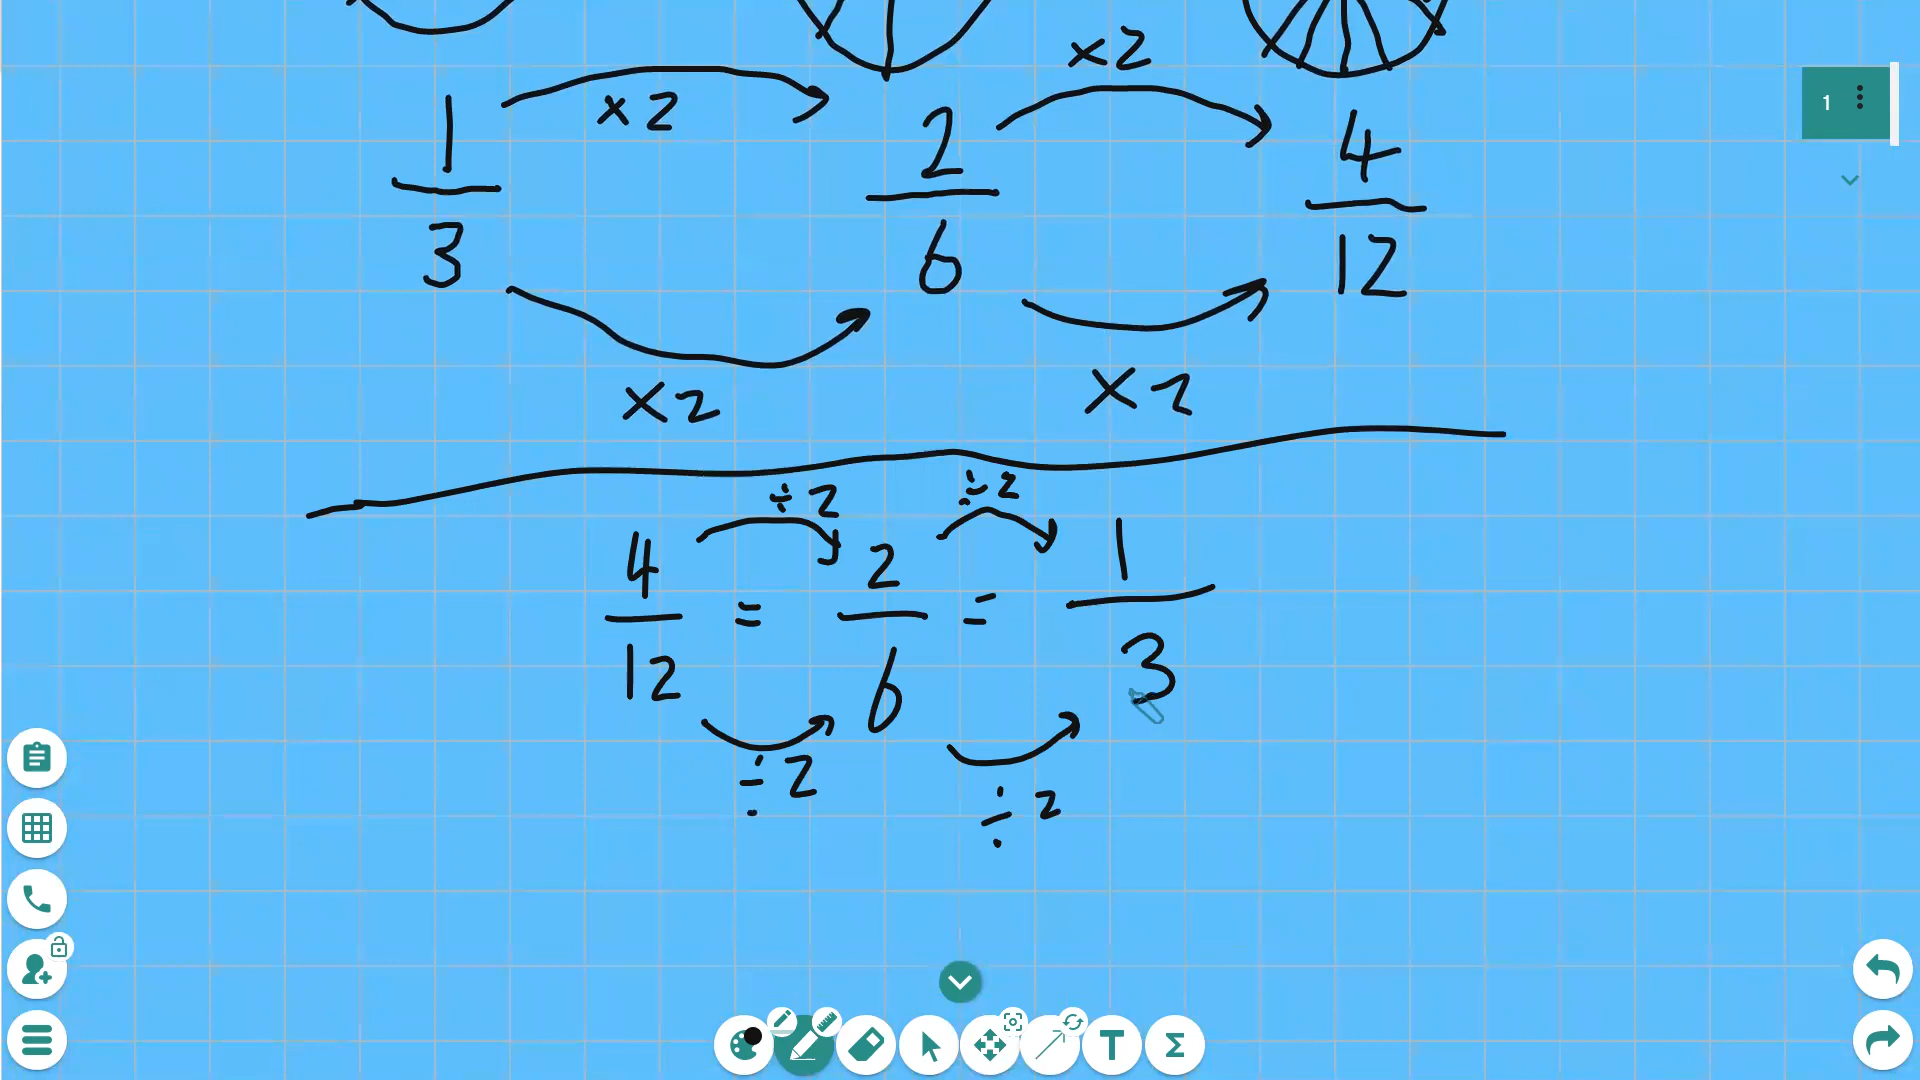 ×2
×2
1/3 2/6 4/12
×2 ×2
÷2 ÷2
4/12 = 2/6 = 1/3
÷2 ÷2
1
T Σ